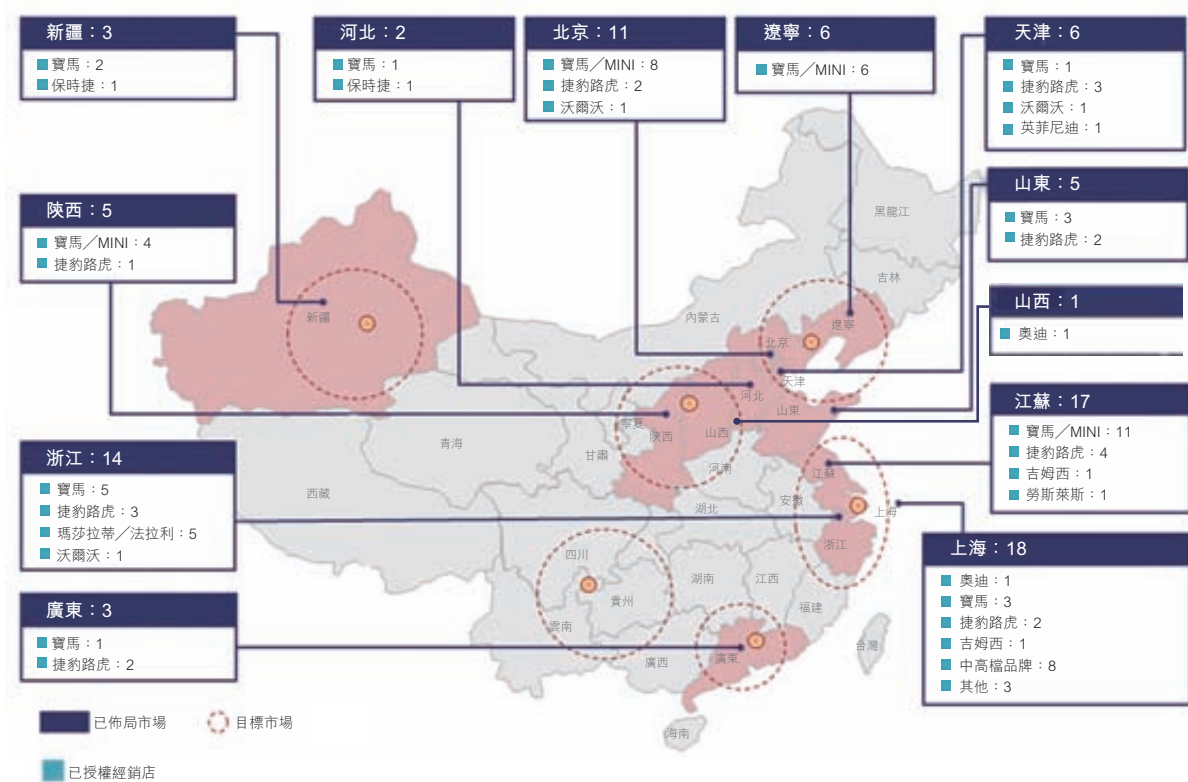 新疆：3
寶馬：2
保時捷：1
河北：2
寶馬：1
保時捷：1
北京：11
寶馬／MINI：8
捷豹路虎：2
沃爾沃：1
遼寧：6
寶馬／MINI：6
天津：6
寶馬：1
捷豹路虎：3
沃爾沃：1
英菲尼迪：1
陝西：5
寶馬／MINI：4
捷豹路虎：1
山東：5
寶馬：3
捷豹路虎：2
山西：1
奧迪：1
江蘇：17
寶馬／MINI：11
捷豹路虎：4
吉姆西：1
勞斯萊斯：1
浙江：14
寶馬：5
捷豹路虎：3
瑪莎拉蒂／法拉利：5
沃爾沃：1
上海：18
奧迪：1
寶馬：3
捷豹路虎：2
吉姆西：1
中高檔品牌：8
其他：3
廣東：3
寶馬：1
捷豹路虎：2
黑龍江
吉林
內蒙古
遼寧
新疆
北京
天津
河北
山東
寧夏
陝西
山西
青海
甘肅
河南
江蘇
西藏
湖北
安徽
上海
浙江
四川
湖南
江西
貴州
福建
雲南
台灣
廣西
廣東
海南
已佈局市場
目標市場
已授權經銷店